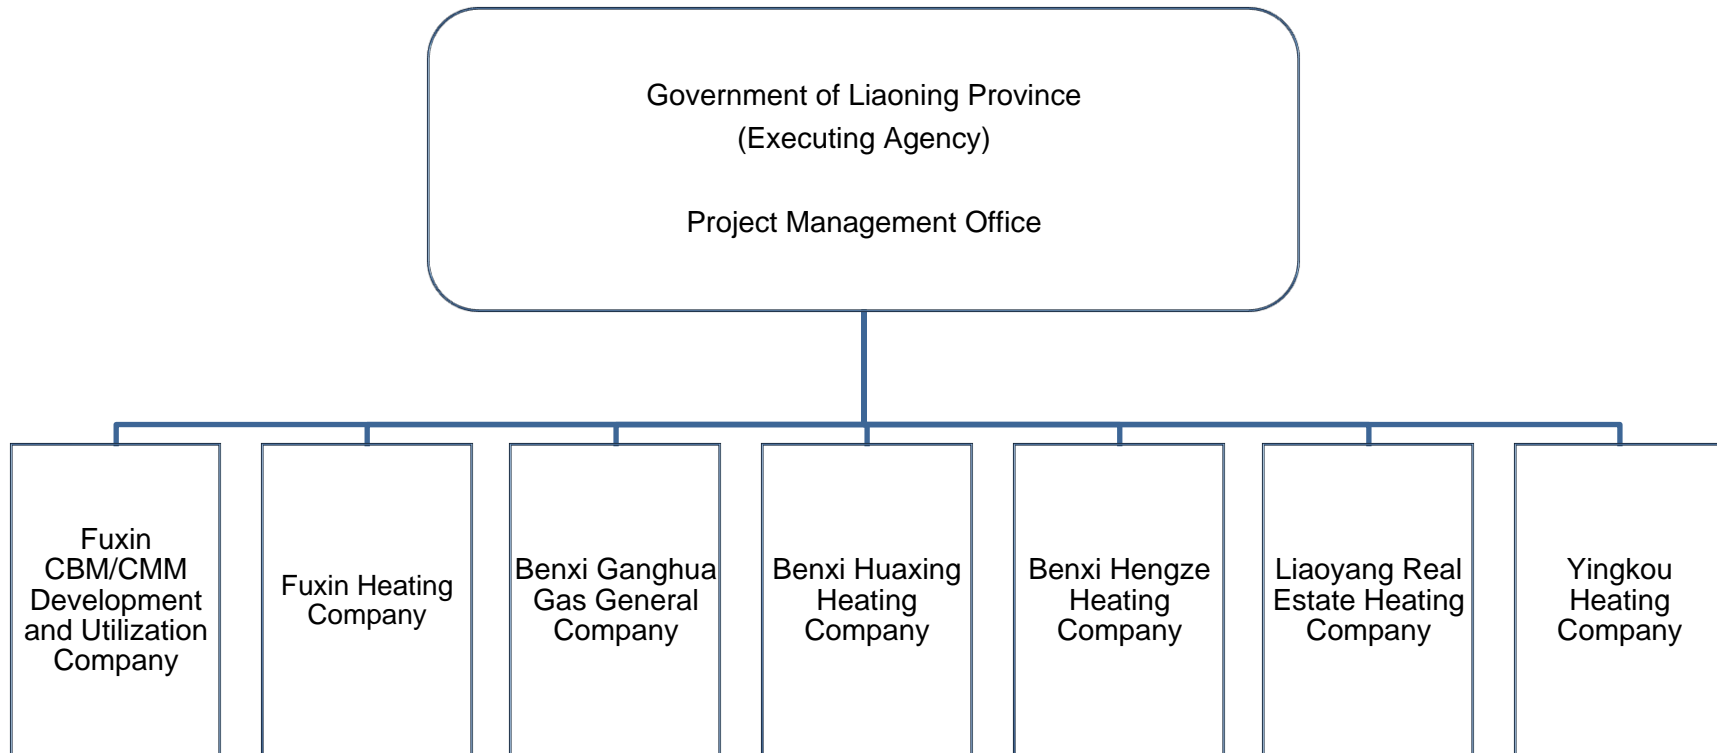 Government of Liaoning Province
(Executing Agency)
Project Management Office
Fuxin
CBM/CMM
Development
and Utilization
Company
Fuxin Heating
Company
Benxi Ganghua
Gas General
Company
Benxi Huaxing
Heating
Company
Benxi Hengze
Heating
Company
Liaoyang Real
Estate Heating
Company
Yingkou
Heating
Company